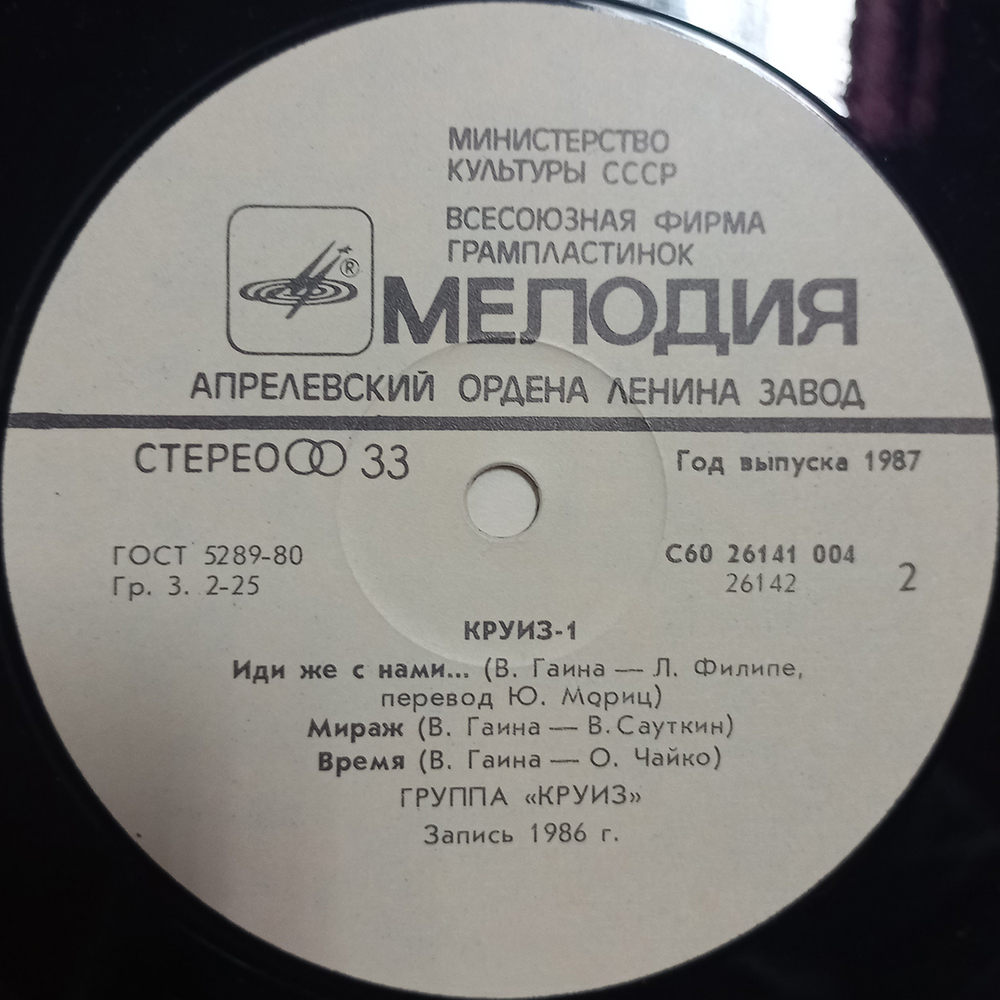 МИНИСТЕРСТВО
КУЛЬТУРЫ СССР
ВСЕСОЮЗНАЯ ФИРМА
ГРАМПЛАСТИНОК
®
МЕЛОДИЯ
АПРЕЛЕВСКИЙ ОРДЕНА ЛЕНИНА ЗАВОД
СТЕРЕО 33
Год выпуска 1987
ГОСТ 5289-80
Гр. 3. 2-25
С60 26141 004
26142
2
КРУИЗ-1
Иди же с нами... (В. Гаина — Л. Филипе,
перевод Ю. Мориц)
Мираж (В. Гаина — В. Сауткин)
Время (В. Гаина — О. Чайко)
ГРУППА «КРУИЗ»
Запись 1986 г.